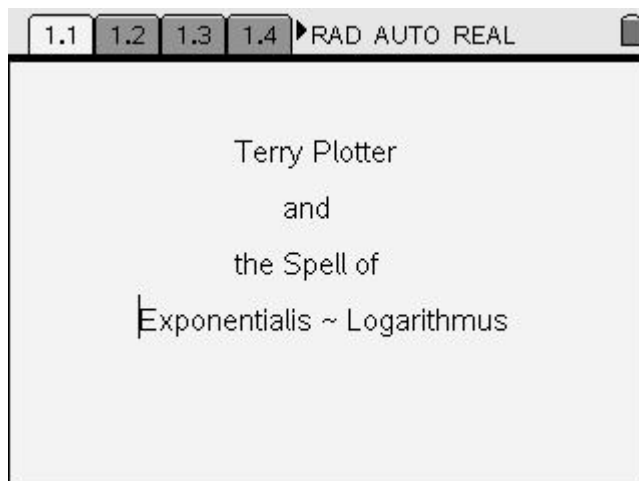 1.1 1.2 1.3 1.4 RAD AUTO REAL
Terry Plotter
and
the Spell of
Exponentialis ~ Logarithmus